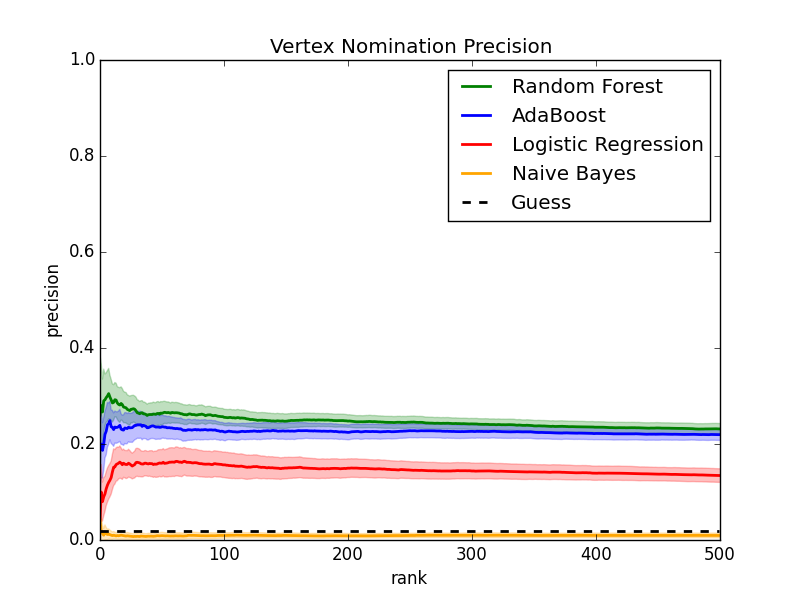 Vertex Nomination Precision
1.0
0.8
0.6
0.4
0.2
0.0
precision
Random Forest
AdaBoost
Logistic Regression
Naive Bayes
Guess
0 100 200 300 400 500
rank